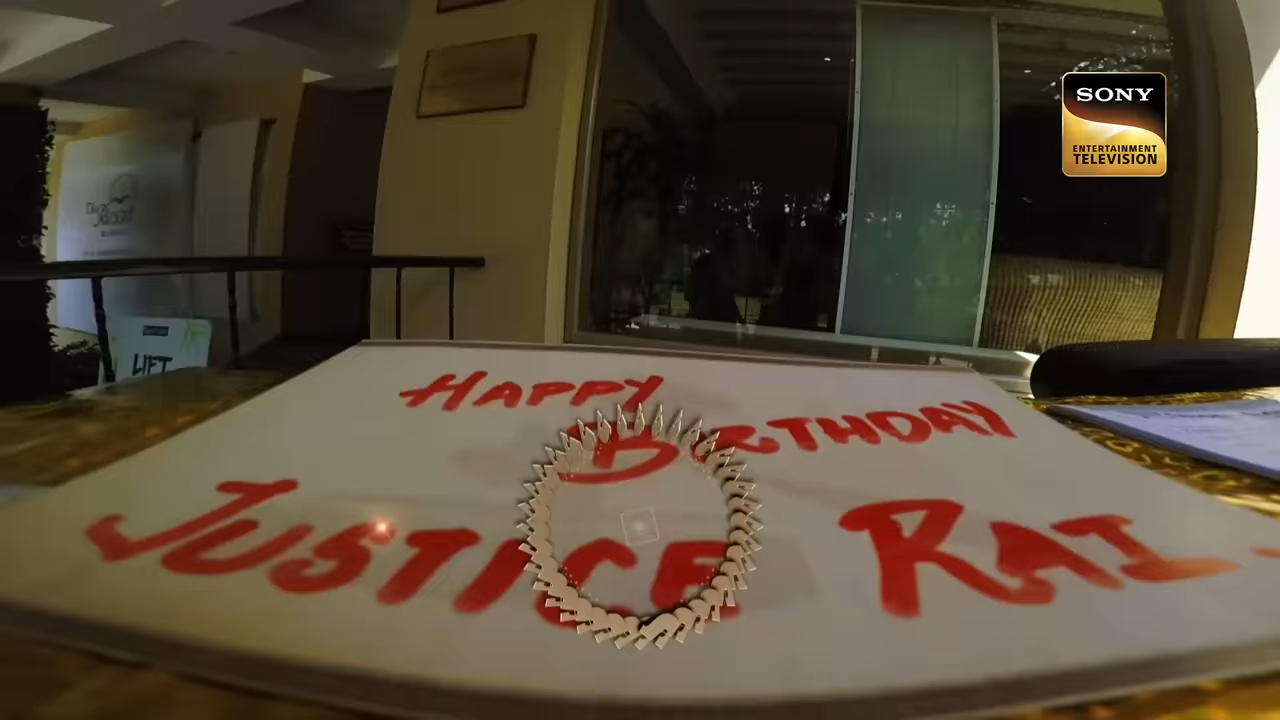 SONY
ENTERTAINMENT
TELEVISION
LIFT
HAPPY
BIRTHDAY
JUSTICE RAI